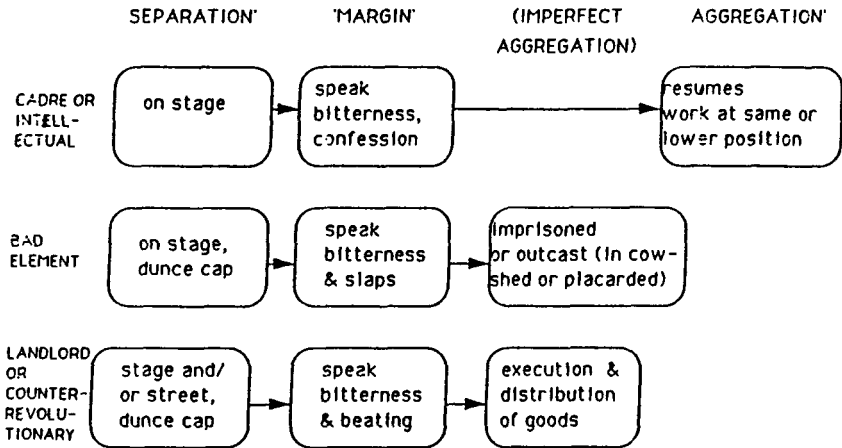 SEPARATION' 'MARGIN' (IMPERFECT AGGREGATION'
AGGREGATION)
CADRE OR
INTELL-
ECTUAL
on stage
speak
bitterness,
confession
resumes
work at same or
lower position
BAD
ELEMENT
on stage,
dunce cap
speak
bitterness
& slaps
imprisoned
or outcast (in cow-
shed or placarded)
LANDLORD
OR
COUNTER-
REVOLU-
TIONARY
stage and/
or street,
dunce cap
speak
bitterness
& beating
execution &
distribution
of goods